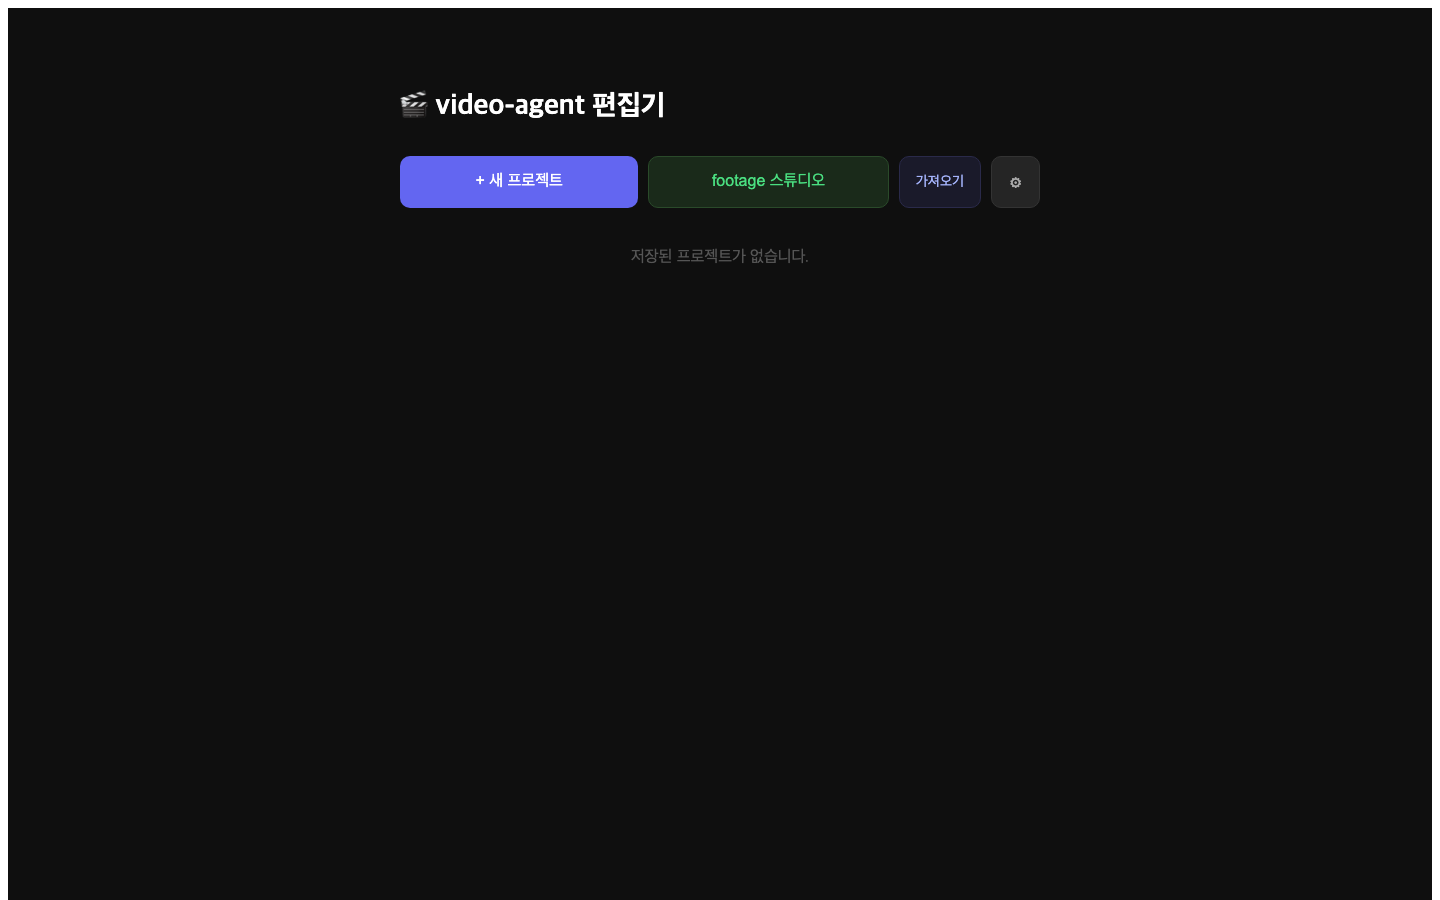 🎬 video-agent 편집기
+ 새 프로젝트
footage 스튜디오
가져오기
⚙
저장된 프로젝트가 없습니다.